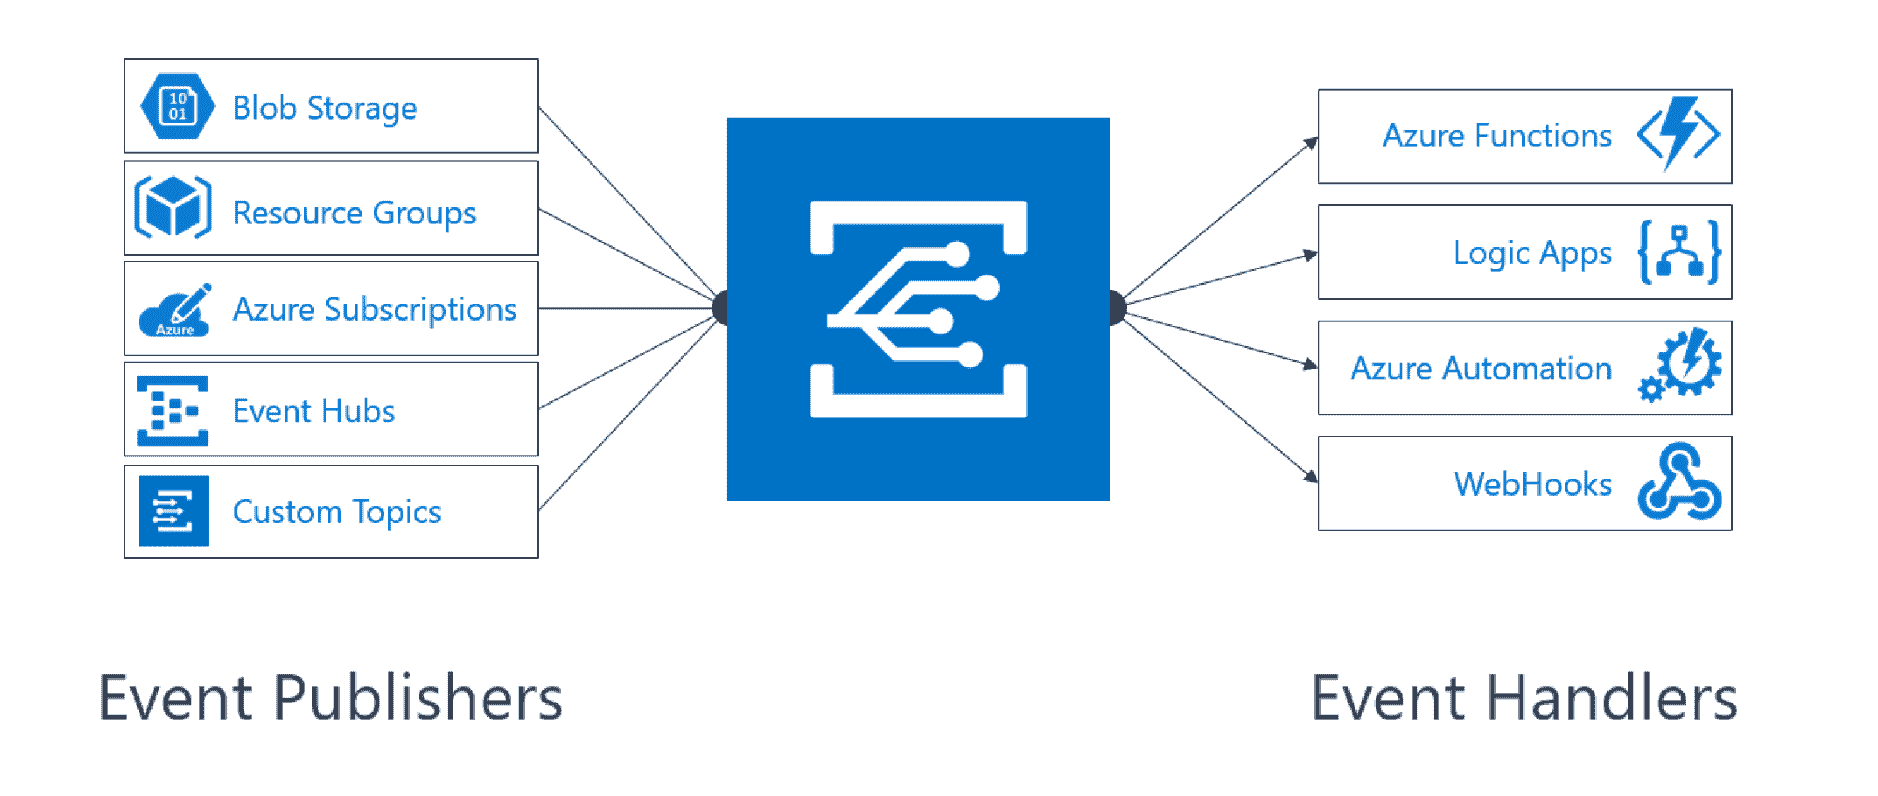 10
01
Blob Storage
Resource Groups
Azure
Azure Subscriptions
Event Hubs
Custom Topics
Azure Functions
Logic Apps
Azure Automation
WebHooks
Event Publishers
Event Handlers